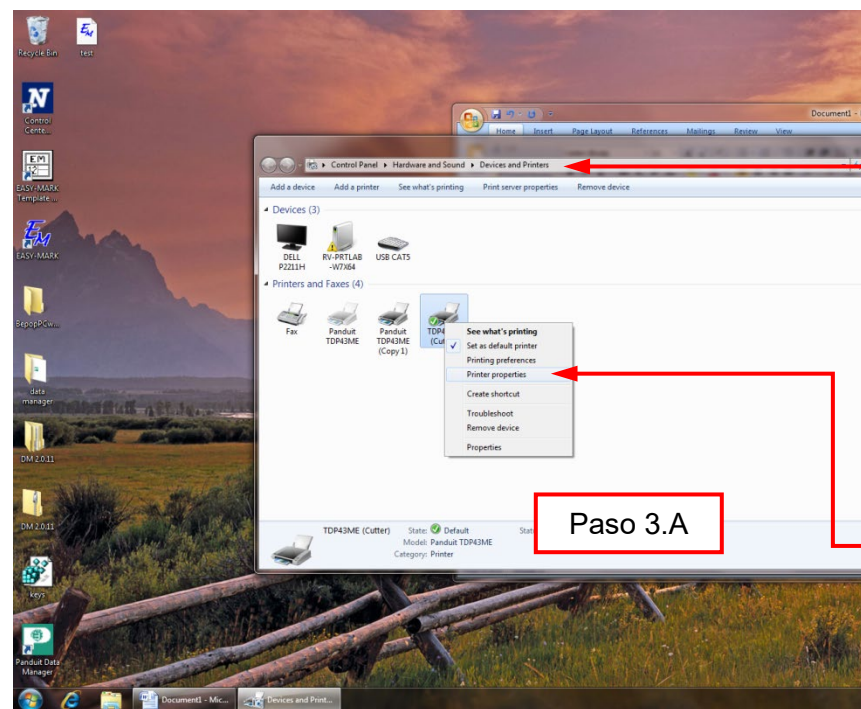 Recycle Bin
test
Control
Cente...
EASY-MARK
Template ...
EASY-MARK
BepopPCw...
data
manager
DM 2.0.11
DM 2.0.11
keys
Panduit Data
Manager
Document1 -
Home Insert Page Layout References Mailings Review View
Control Panel ▸ Hardware and Sound ▸ Devices and Printers
Add a device Add a printer See what's printing Print server properties Remove device
Devices (3)
DELL
P2211H
RV-PRTLAB
-W7X64
USB CAT5
Printers and Faxes (4)
Fax
Panduit
TDP43ME
Panduit
TDP43ME
(Copy 1)
See what's printing
Set as default printer
Printing preferences
Printer properties
Create shortcut
Troubleshoot
Remove device
Properties
Paso 3.A
TDP43ME (Cutter) State: Default
Model: Panduit TDP43ME
Category: Printer
Document1 - Mic...
Devices and Print...